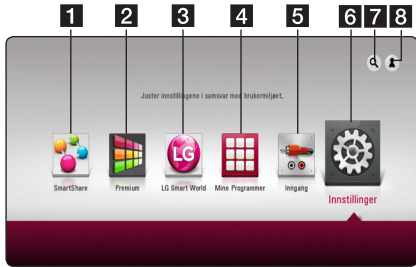 1 2 3 4 5 6 7 8
Juster innstillingene i samsvar med brukermiljøet.
LG
SmartShare Premium LG Smart World Mine Programmer Inngang
Innstillinger